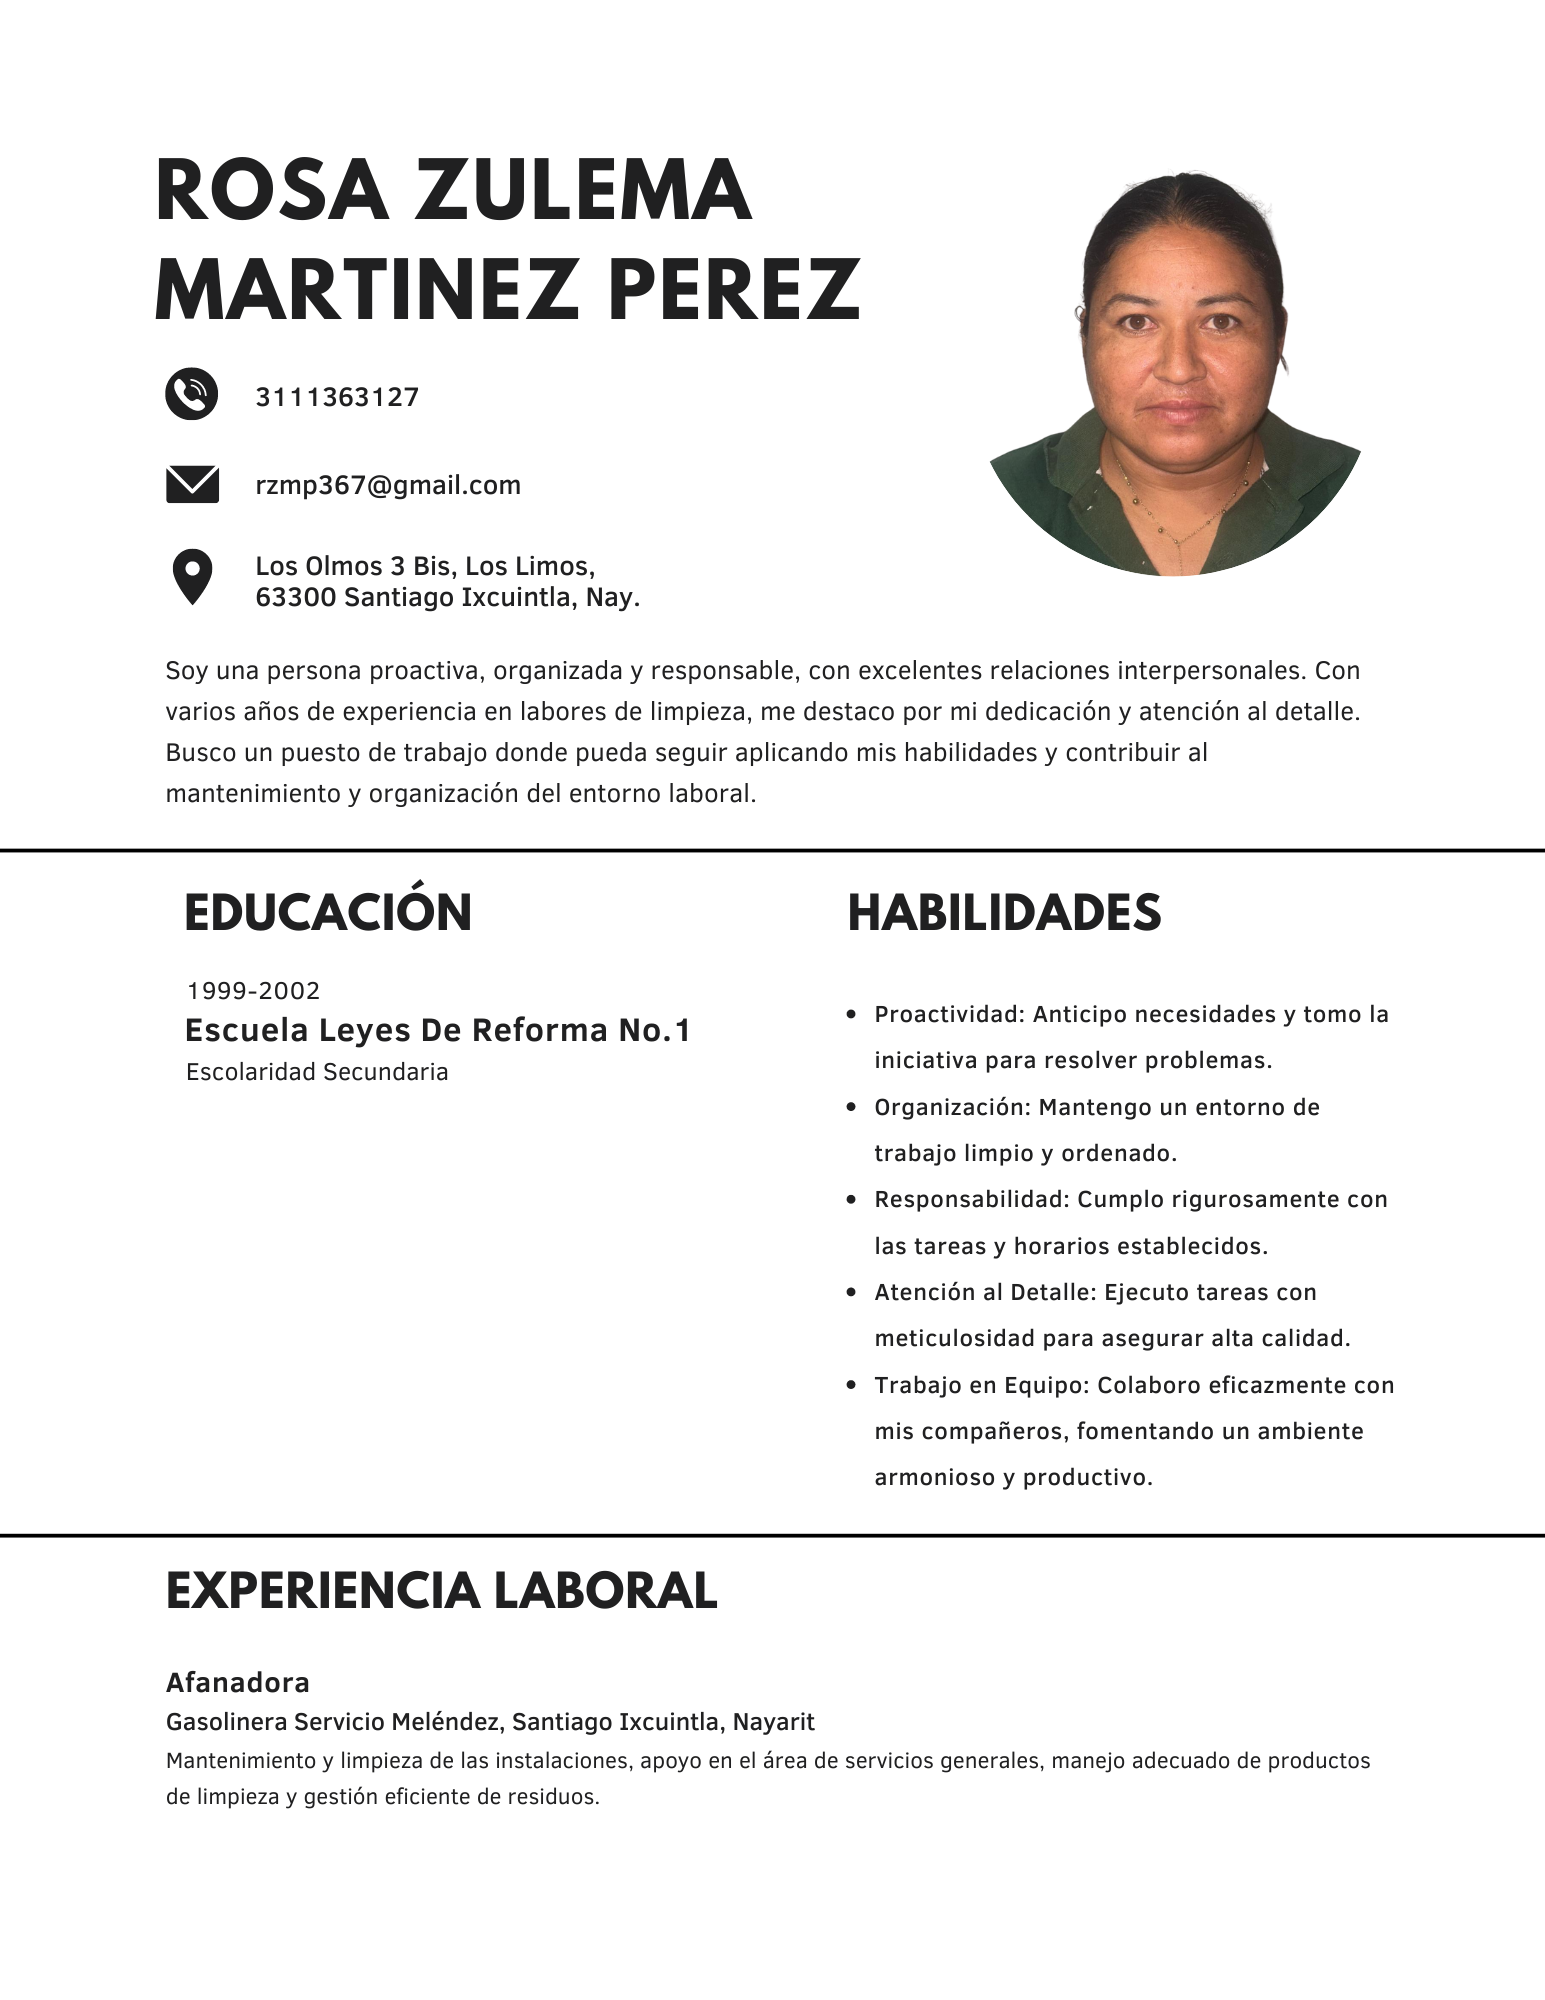 ROSA ZULEMA
MARTINEZ PEREZ
3111363127
rzmp367@gmail.com
Los Olmos 3 Bis, Los Limos,
63300 Santiago Ixcuintla, Nay.
Soy una persona proactiva, organizada y responsable, con excelentes relaciones interpersonales. Con
varios años de experiencia en labores de limpieza, me destaco por mi dedicación y atención al detalle.
Busco un puesto de trabajo donde pueda seguir aplicando mis habilidades y contribuir al
mantenimiento y organización del entorno laboral.
EDUCACIÓN
1999-2002
Escuela Leyes De Reforma No.1
Escolaridad Secundaria
HABILIDADES
• Proactividad: Anticipo necesidades y tomo la
iniciativa para resolver problemas.
• Organización: Mantengo un entorno de
trabajo limpio y ordenado.
• Responsabilidad: Cumplo rigurosamente con
las tareas y horarios establecidos.
• Atención al Detalle: Ejecuto tareas con
meticulosidad para asegurar alta calidad.
• Trabajo en Equipo: Colaboro eficazmente con
mis compañeros, fomentando un ambiente
armonioso y productivo.
EXPERIENCIA LABORAL
Afanadora
Gasolinera Servicio Meléndez, Santiago Ixcuintla, Nayarit
Mantenimiento y limpieza de las instalaciones, apoyo en el área de servicios generales, manejo adecuado de productos
de limpieza y gestión eficiente de residuos.